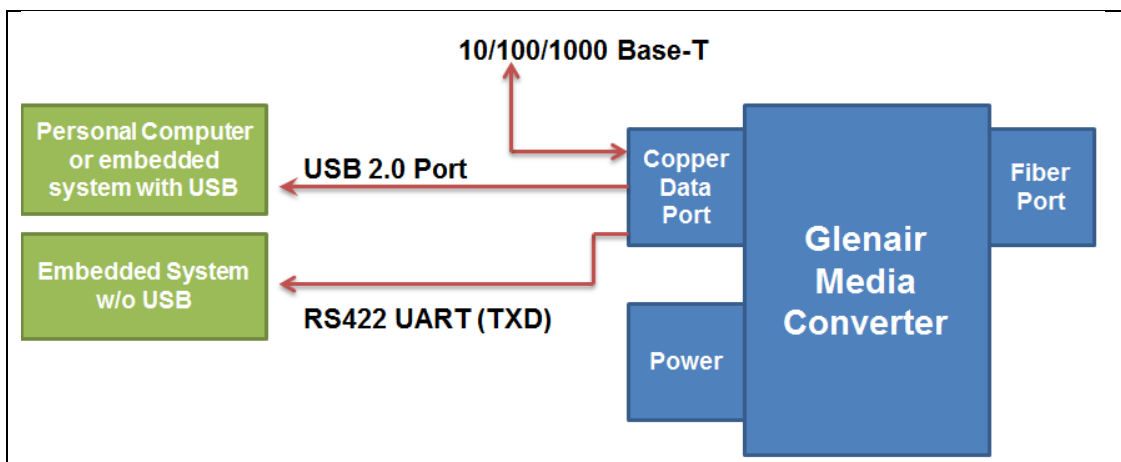 10/100/1000 Base-T
Personal Computer
or embedded
system with USB
USB 2.0 Port
Copper
Data
Port
Fiber
Port
Glenair
Media
Converter
Embedded System
w/o USB
RS422 UART (TXD)
Power